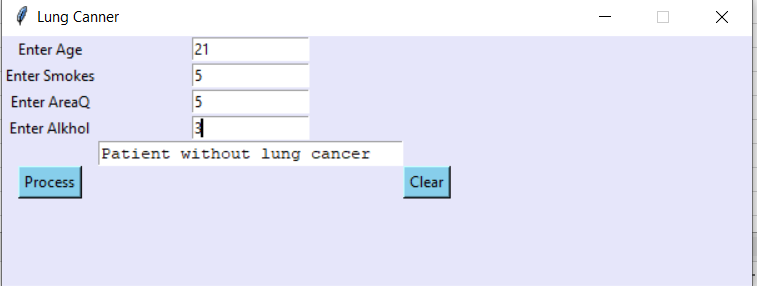 Lung Canner
Enter Age 21
Enter Smokes 5
Enter AreaQ 5
Enter Alkhol 3
Patient without lung cancer
Process Clear